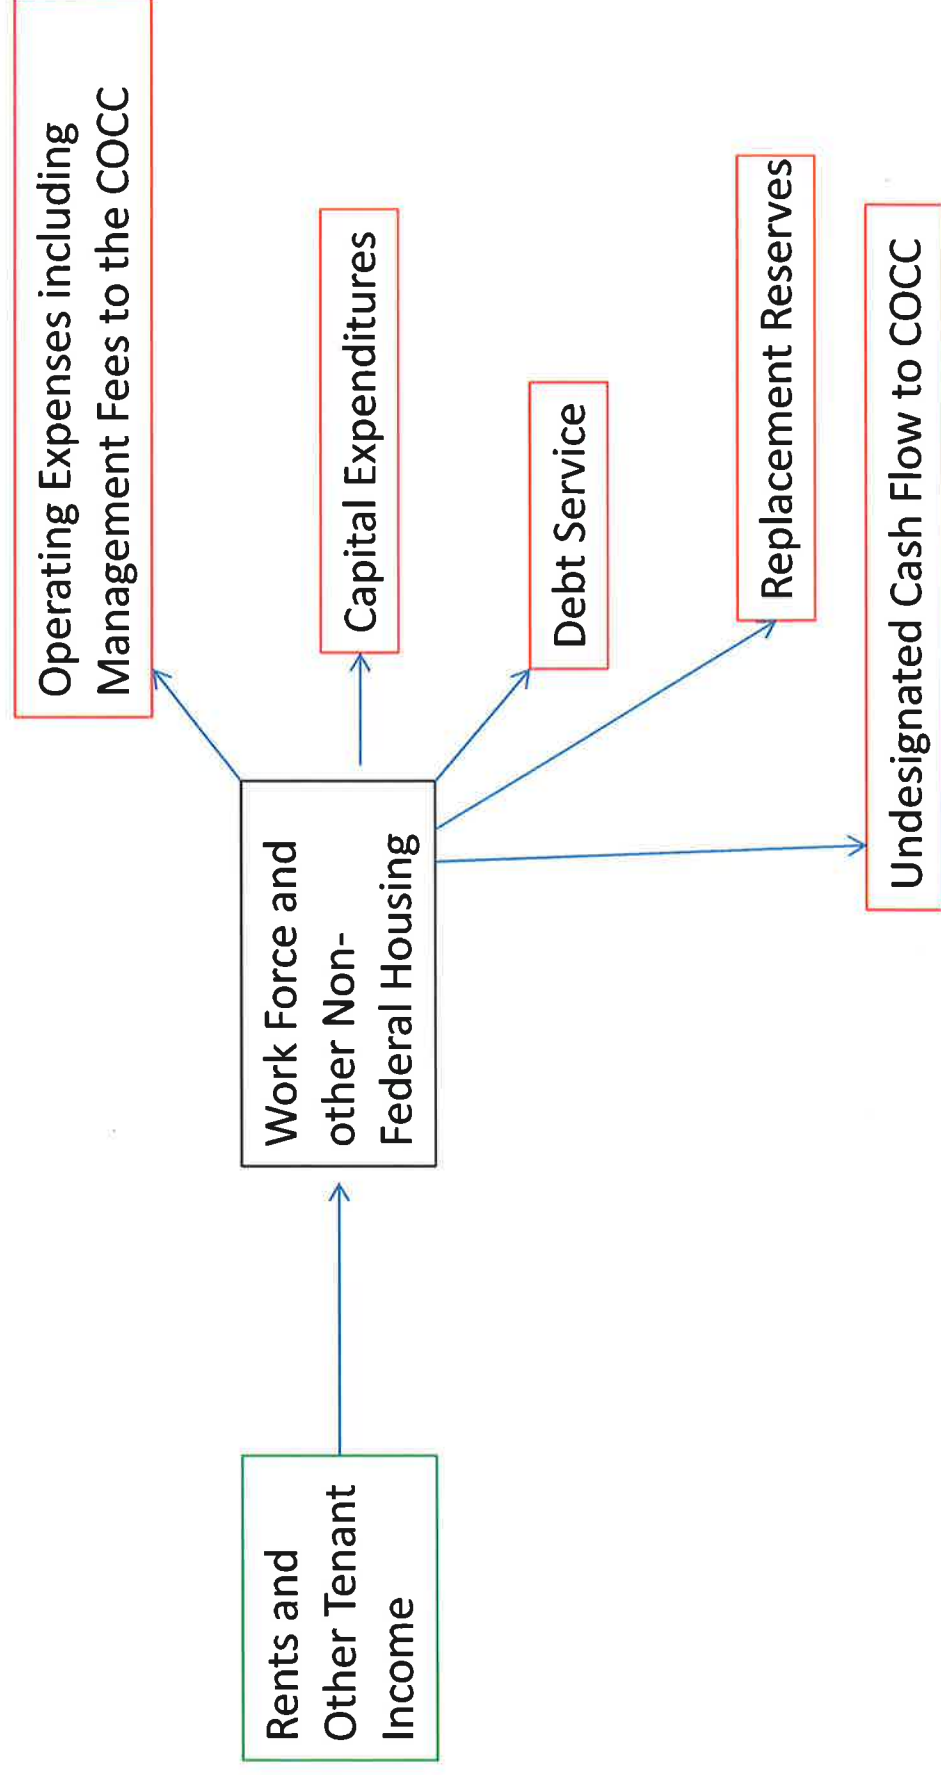 Rents and
Other Tenant
Income
Work Force and
other Non-
Federal Housing
Operating Expenses including
Management Fees to the COCC
Capital Expenditures
Debt Service
Replacement Reserves
Undesignated Cash Flow to COCC